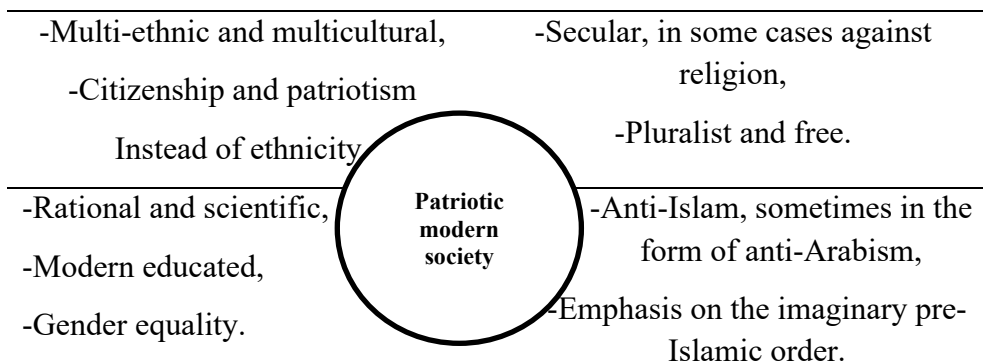 -Multi-ethnic and multicultural,
-Citizenship and patriotism
Instead of ethnicity
-Secular, in some cases against
religion,
-Pluralist and free.
Patriotic
modern
society
-Rational and scientific,
-Modern educated,
-Gender equality.
-Anti-Islam, sometimes in the
form of anti-Arabism,
-Emphasis on the imaginary pre-
Islamic order.